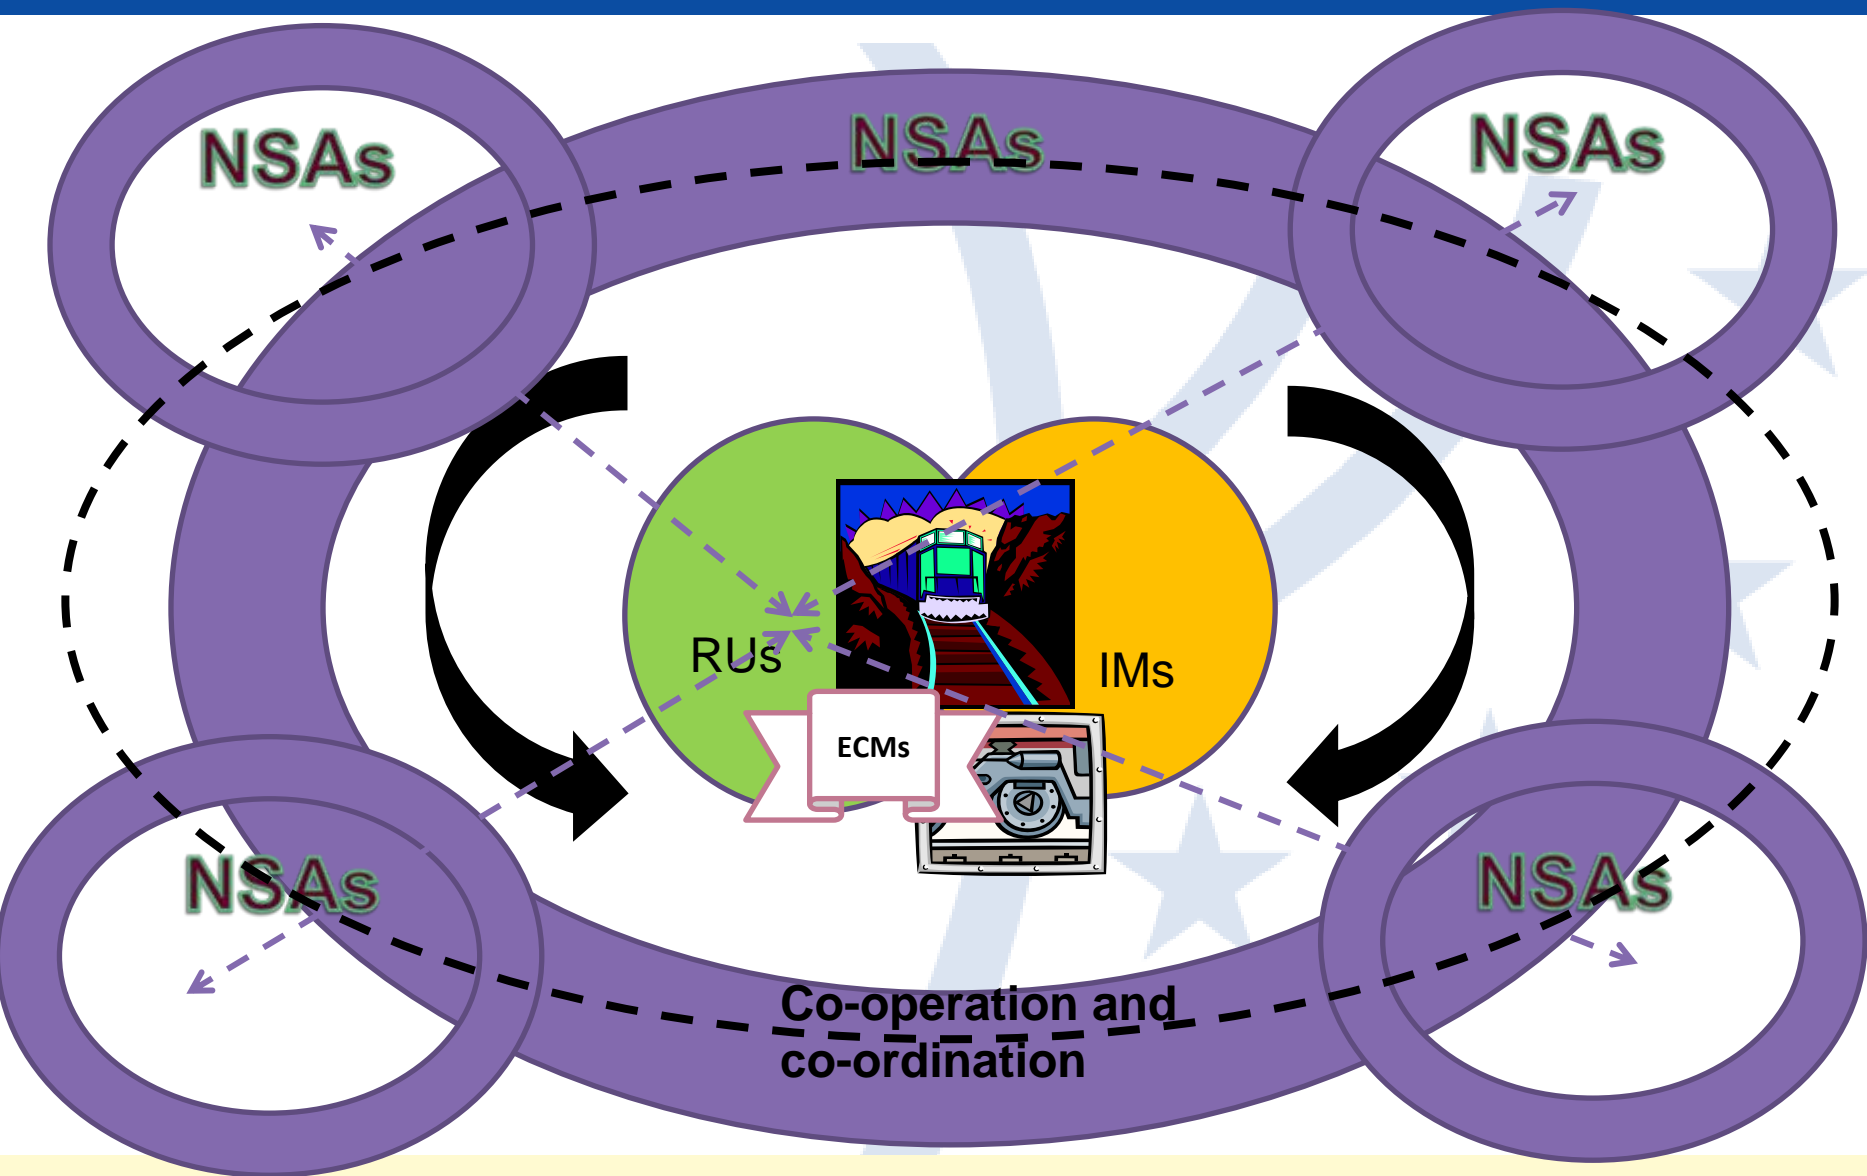 NSAs
NSAs
NSAs
RUs
IMs
ECMs
NSAs
NSAs
Co-operation and
co-ordination